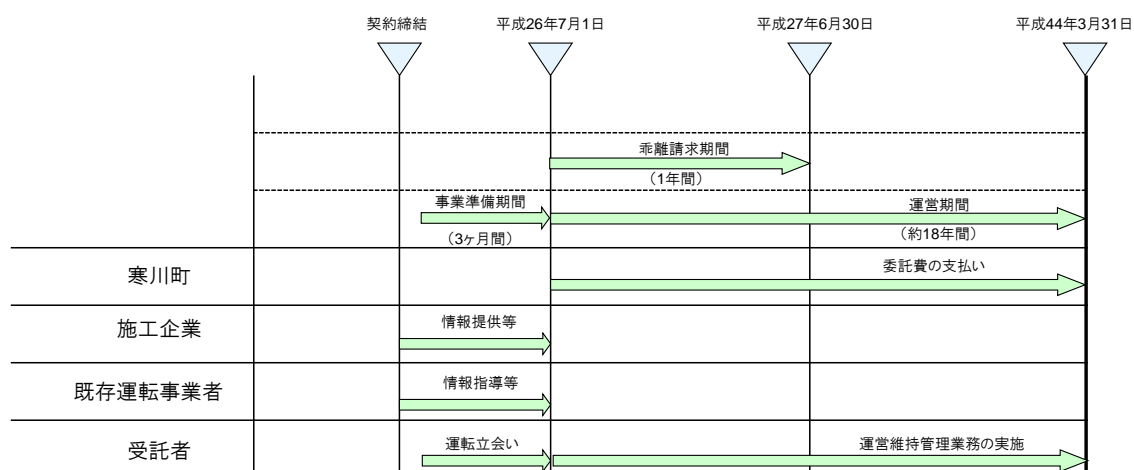 契約締結 平成26年7月1日 平成27年6月30日 平成44年3月31日
乖離請求期間
（1年間）
事業準備期間 運営期間
（3ヶ月間） （約18年間）
寒川町 委託費の支払い
施工企業 情報提供等
既存運転事業者 情報指導等
受託者 運転立会い 運営維持管理業務の実施